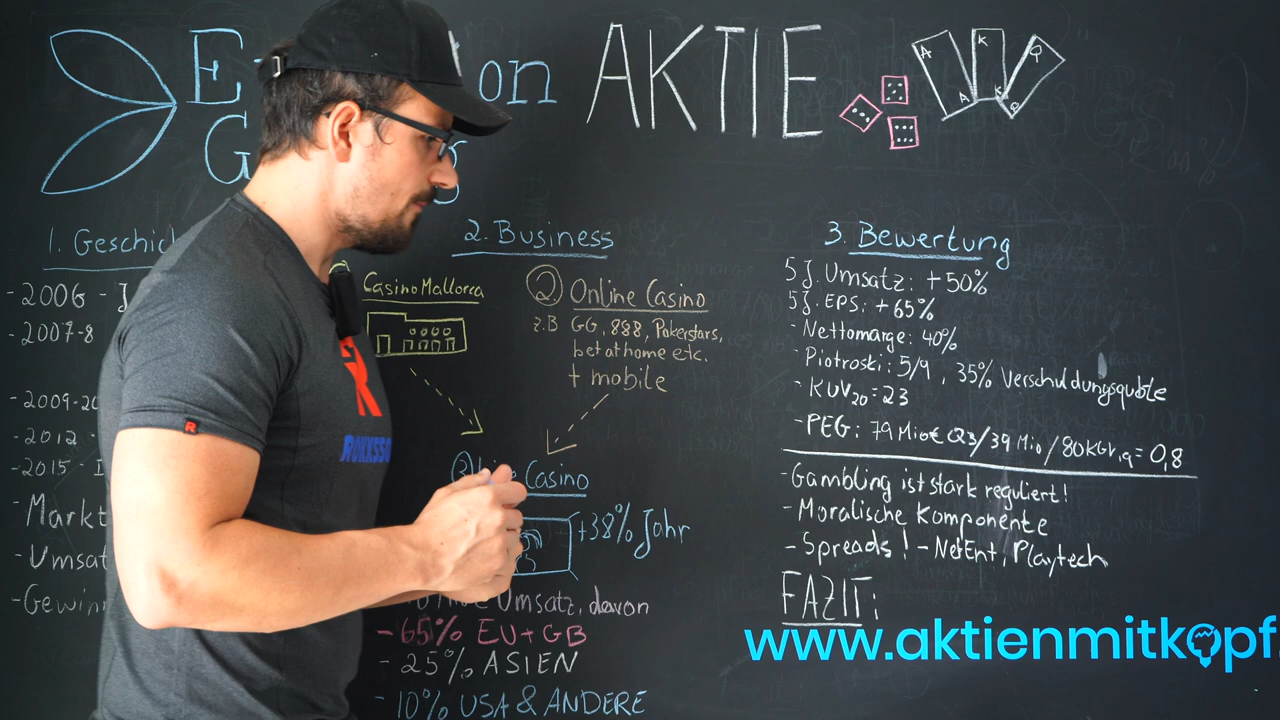 on AKTIE
A K Q
A K Q
1. Geschich
- 2006 -
- 2007-8
- 2009-20
- 2012 -
- 2015 -
- Markt
- Umsat
- Gewinn
R
ROKKSSO
2. Business
Casino Mallorca
2. Online Casino
z.B GG, 888, Pokerstars,
betathome etc.
+ mobile
Casino
+38% Jahr
Umsatz, davon
- 65% EU + GB
- 25% ASIEN
- 10% USA & ANDERE
3. Bewertung
5 J. Umsatz: +50%
5J. EPS: +65%
- Nettomarge: 40%
- Piotroski: 5/9, 35% Verschuldungsquote
- KUV20 = 23
- PEG: 79 Mio€ Q3/39 Mio/80KGV19 = 0,8
- Gambling ist stark reguliert!
- Moralische Komponente
- Spreads! - NetEnt, Playtech
FAZIT:
www.aktienmitkopf